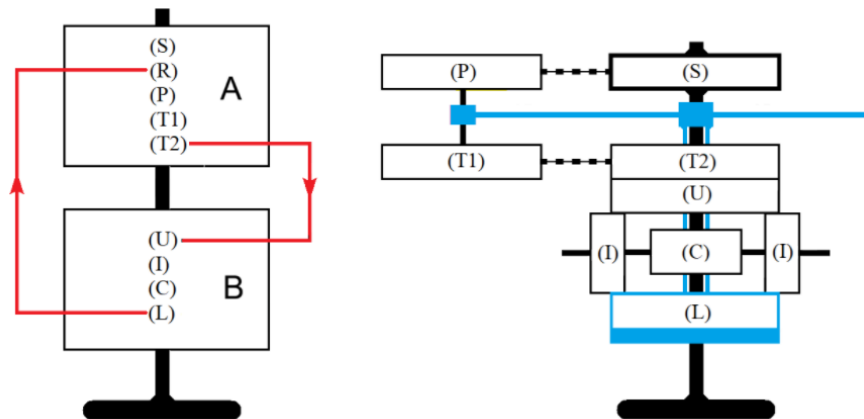 (S)
(R)
(P)
(T1)
(T2)
A
(U)
(I)
(C)
(L)
B
(P)
(S)
(T1)
(T2)
(U)
(I)
(C)
(I)
(L)